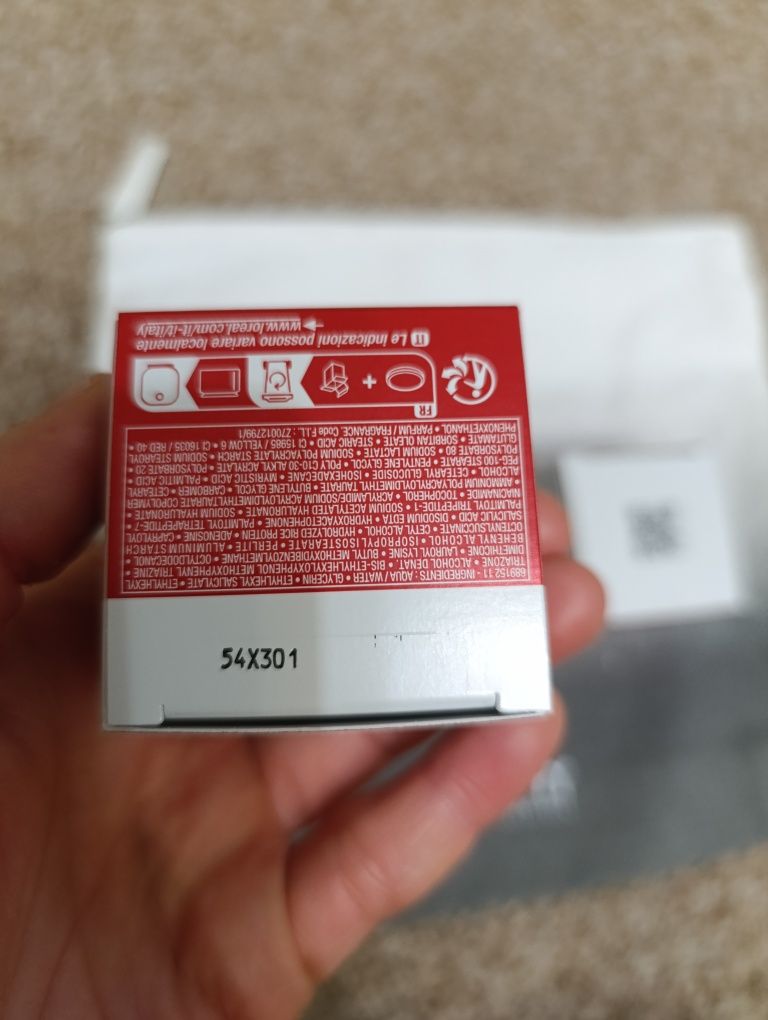 689152 11 - INGREDIENTS: AQUA / WATER • GLYCERIN • ETHYLHEXYL SALICYLATE • ETHYLHEXYL
TRIAZONE • ALCOHOL DENAT. • BIS-ETHYLHEXYLOXYPHENOL METHOXYPHENYL TRIAZINE
DIMETHICONE • LAUROYL LYSINE • BUTYL METHOXYDIBENZOYLMETHANE • OCTYLDODECANOL
BEHENYL ALCOHOL • ISOPROPYL ISOSTEARATE • PERLITE • ALUMINUM STARCH
OCTENYLSUCCINATE • CETYL ALCOHOL • HYDROLYZED RICE PROTEIN • ADENOSINE • CAPRYLOYL
SALICYLIC ACID • DISODIUM EDTA • HYDROXYACETOPHENONE • PALMITOYL TETRAPEPTIDE-7
PALMITOYL TRIPEPTIDE-1 • SODIUM ACETYLATED HYALURONATE • SODIUM HYALURONATE •
NIACINAMIDE • TOCOPHEROL • ACRYLAMIDE/SODIUM ACRYLOYLDIMETHYLTAURATE COPOLYMER
AMMONIUM POLYACRYLOYLDIMETHYL TAURATE • BUTYLENE GLYCOL • CARBOMER • CETEARYL
ALCOHOL • CETEARYL GLUCOSIDE • ISOHEXADECANE • MYRISTIC ACID • PALMITIC ACID •
PEG-100 STEARATE • PENTYLENE GLYCOL • C10-30 ALKYL ACRYLATE • POLYSORBATE 20 •
POLYSORBATE 80 • SODIUM LACTATE • SODIUM POLYACRYLATE STARCH • SODIUM STEAROYL
GLUTAMATE • SORBITAN OLEATE • STEARIC ACID • CI 15985 / YELLOW 6 • CI 16035 / RED 40 •
PHENOXYETHANOL • PARFUM / FRAGRANCE. Code F.I.L.: Z70012799/1
FR
+
IT Le indicazioni possono variare localmente
www.loreal.com/it-it/italy
54X301